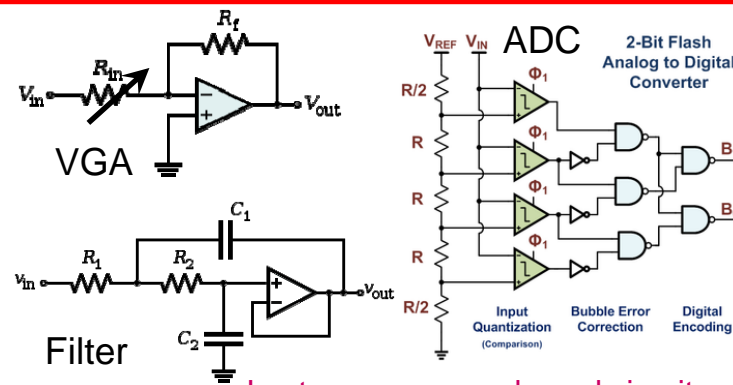 R_f
R_in
V_in
V_out
VGA
C_1
R_1
R_2
v_in
v_out
C_2
Filter
V_REF V_IN ADC
2-Bit Flash
Analog to Digital
Converter
R/2
Φ1
R
Φ1
R
Φ1
R
Φ1
R/2
B
B
Input
Quantization
(Comparison)
Bubble Error
Correction
Digital
Encoding